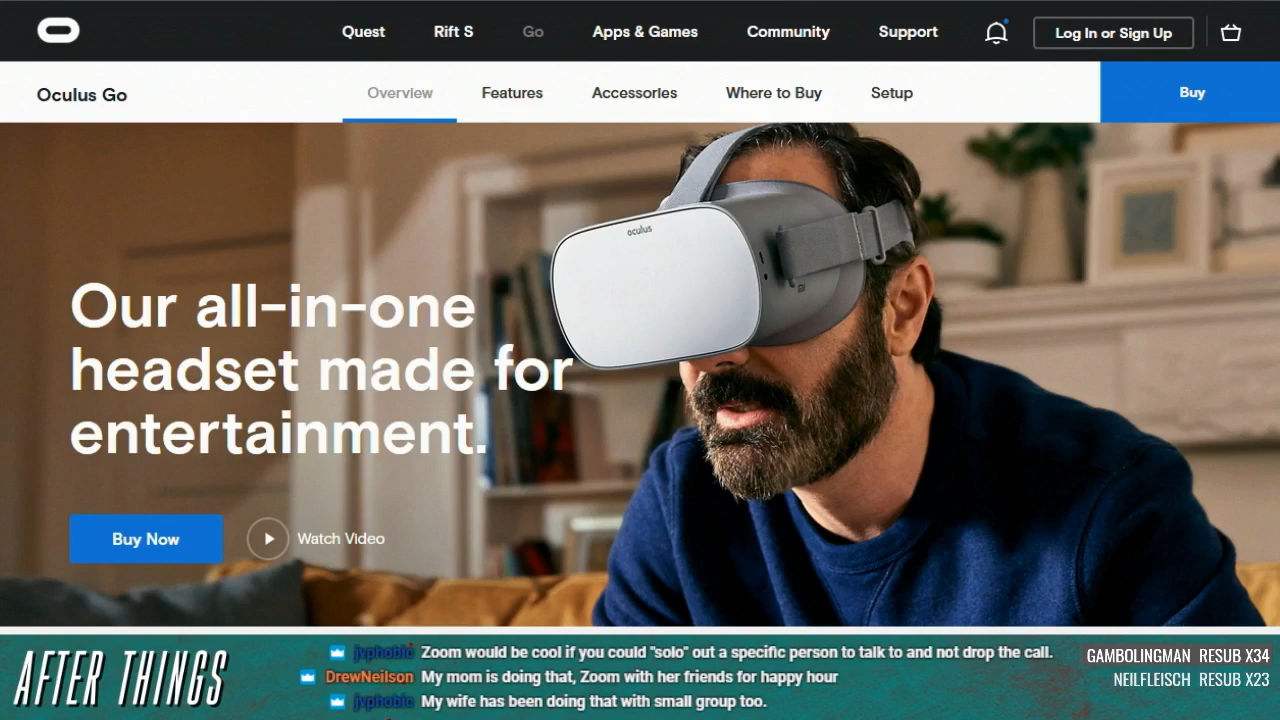 Quest Rift S Go Apps & Games Community Support Log In or Sign Up
Oculus Go Overview Features Accessories Where to Buy Setup Buy
oculus
Our all-in-one
headset made for
entertainment.
Buy Now Watch Video
AFTER THINGS
jvphobic Zoom would be cool if you could "solo" out a specific person to talk to and not drop the call.
DrewNeilson My mom is doing that, Zoom with her friends for happy hour
jvphobic My wife has been doing that with small group too.
GAMBOLINGMAN RESUB X34
NEILFLEISCH RESUB X23